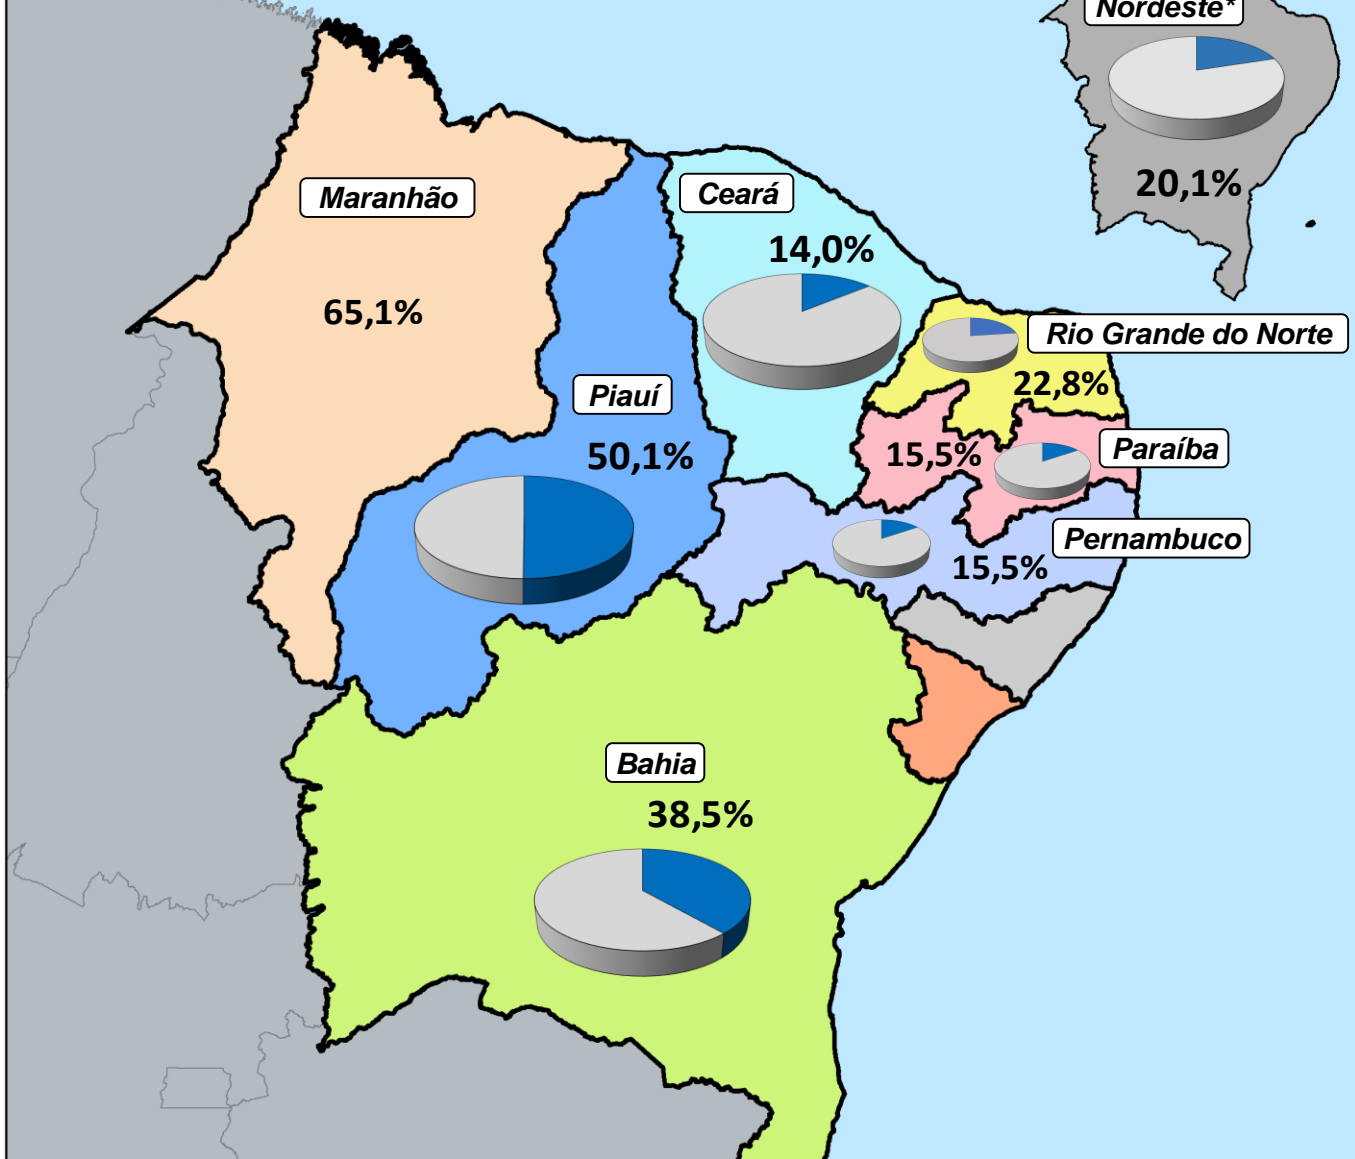 Nordeste*
20,1%
Maranhão
65,1%
Ceará
14,0%
Rio Grande do Norte
22,8%
Piauí
50,1%
Paraíba
15,5%
Pernambuco
15,5%
Bahia
38,5%